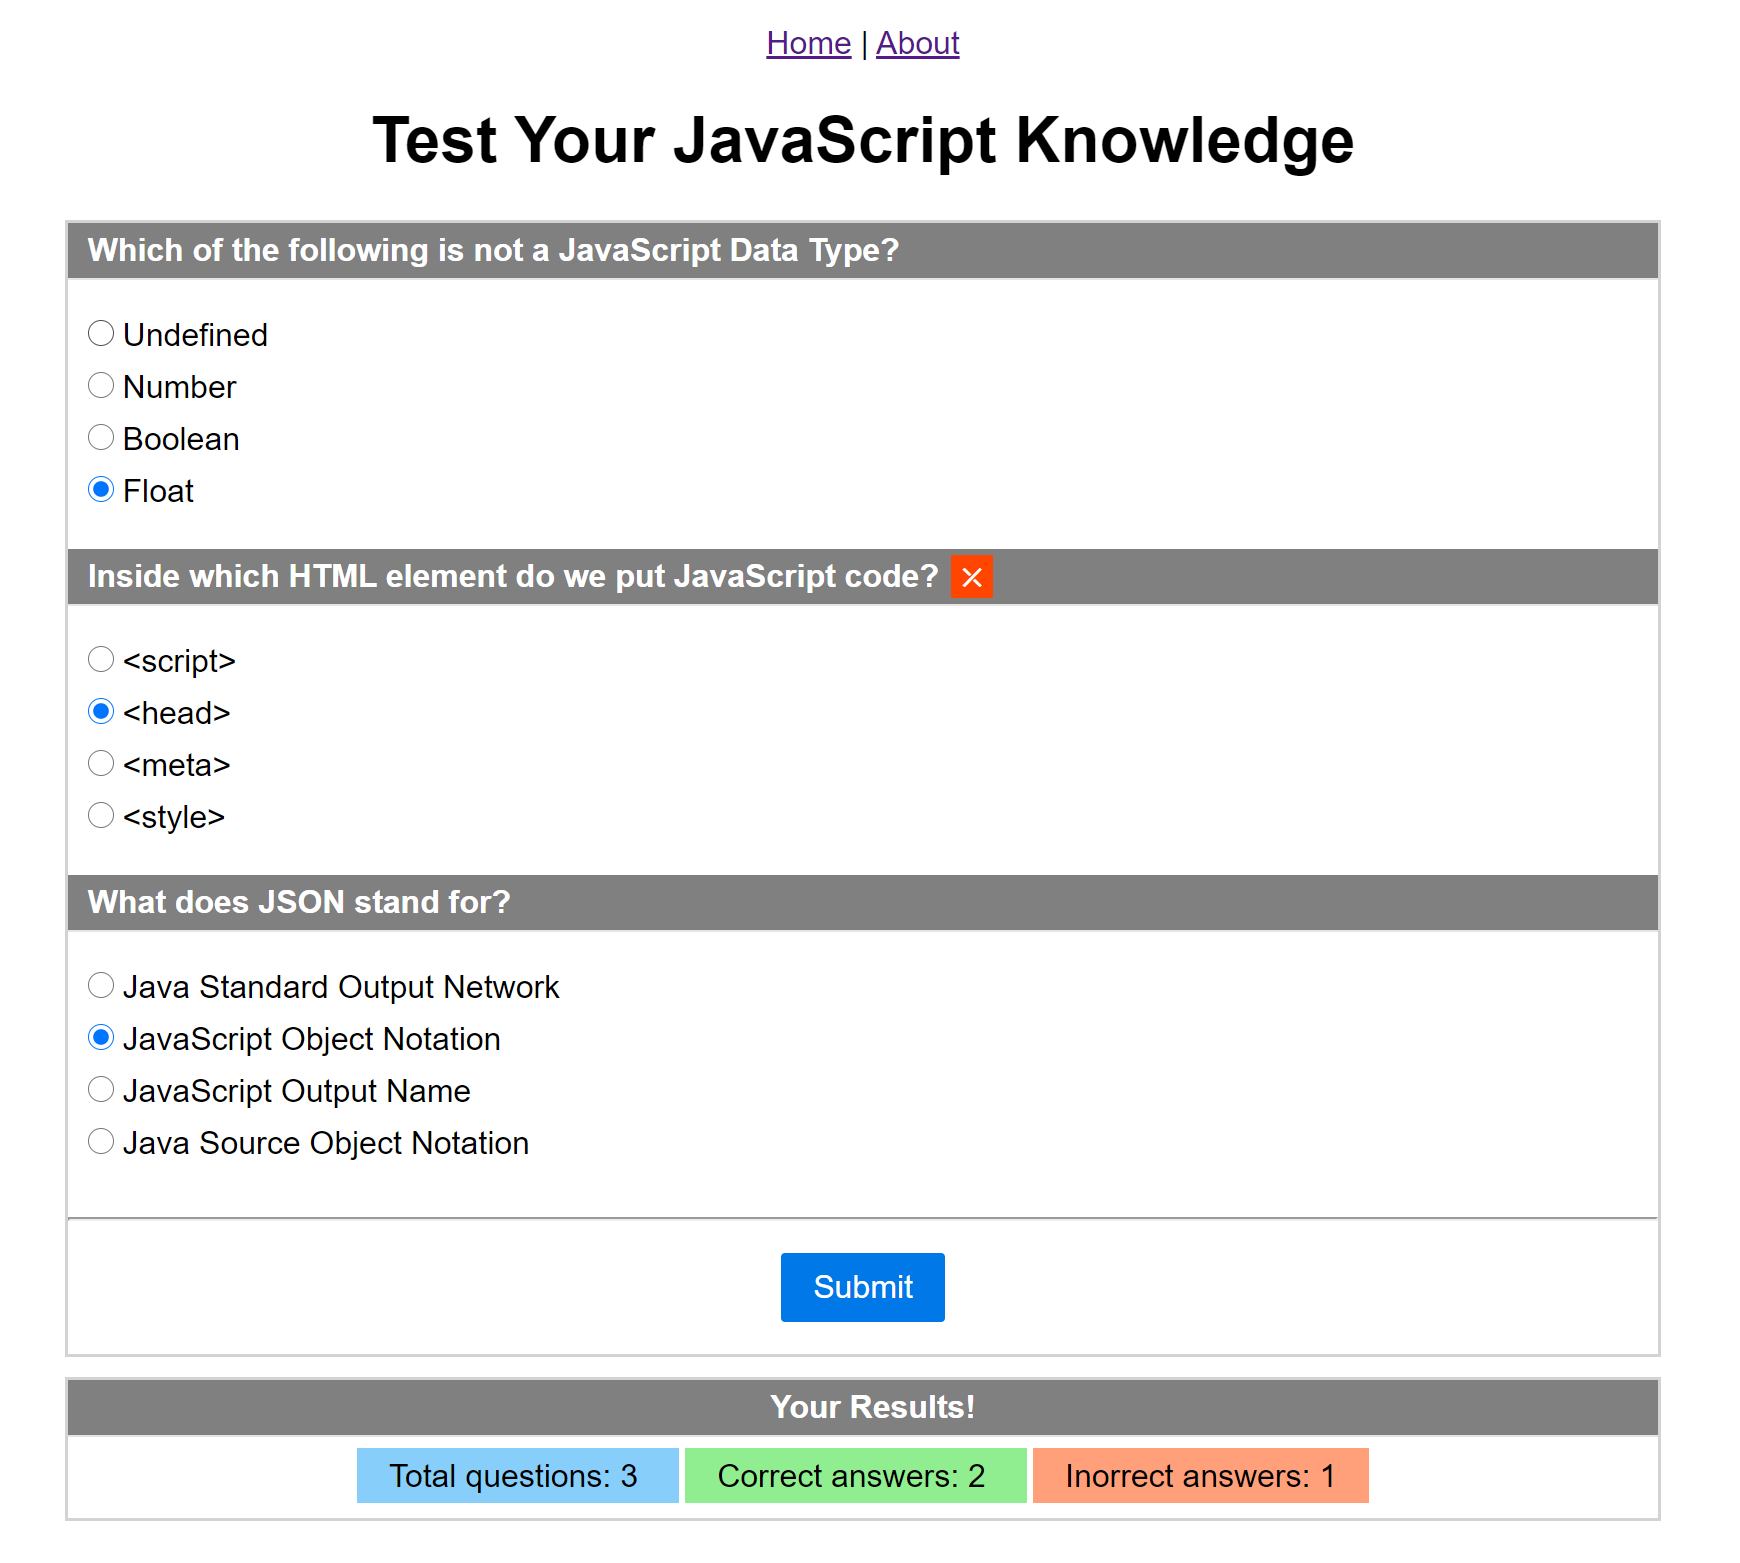 Home | About
Test Your JavaScript Knowledge
Which of the following is not a JavaScript Data Type?
Undefined
Number
Boolean
Float
Inside which HTML element do we put JavaScript code?
<script>
<head>
<meta>
<style>
What does JSON stand for?
Java Standard Output Network
JavaScript Object Notation
JavaScript Output Name
Java Source Object Notation
Submit
Your Results!
Total questions: 3 Correct answers: 2 Inorrect answers: 1